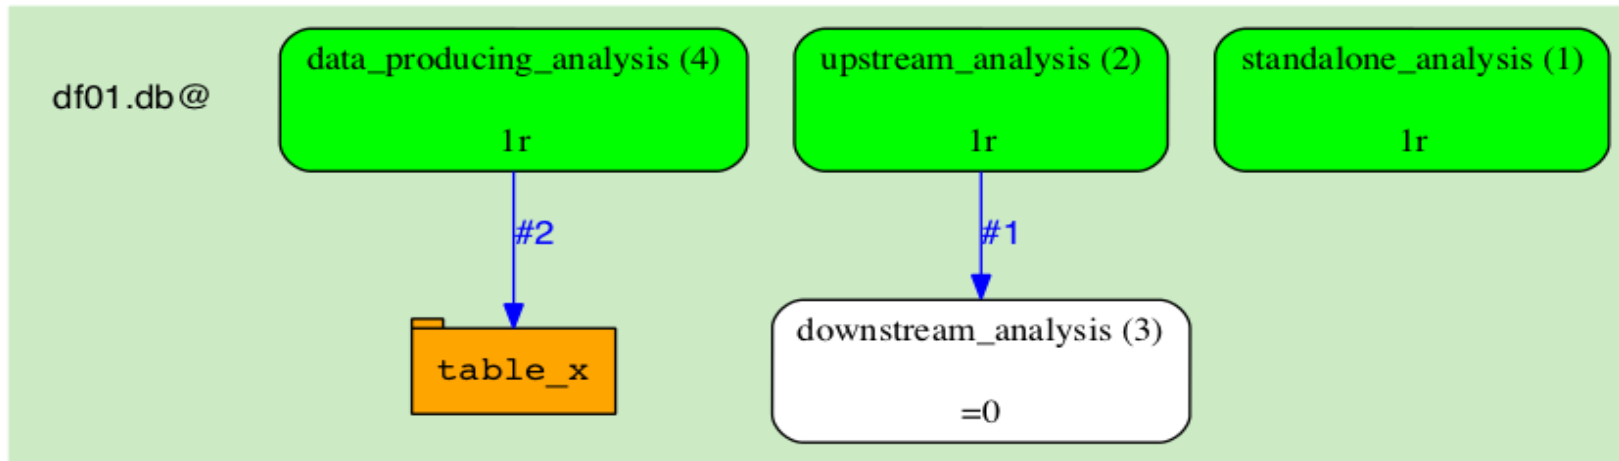 df01.db@
data_producing_analysis (4)
1r
upstream_analysis (2)
1r
standalone_analysis (1)
1r
#2
#1
table_x
downstream_analysis (3)
=0